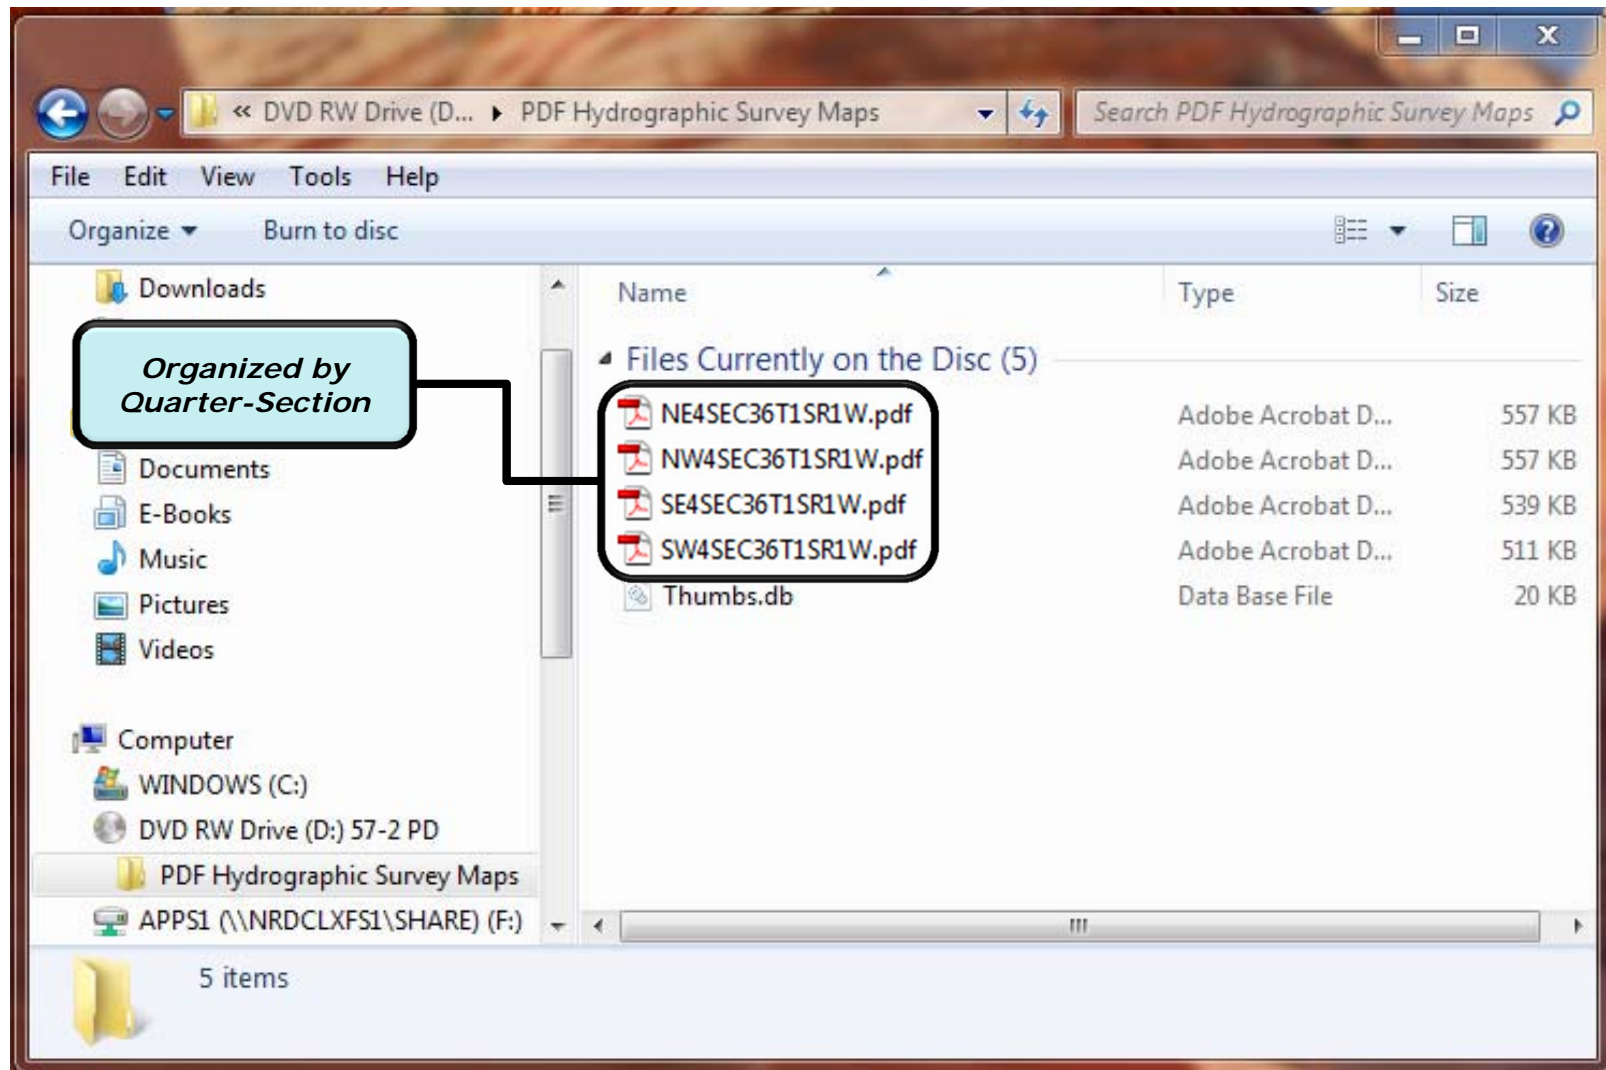 « DVD RW Drive (D... ▸ PDF Hydrographic Survey Maps
Search PDF Hydrographic Survey Maps
File Edit View Tools Help
Organize Burn to disc
Downloads
Organized by
Quarter-Section
Documents
E-Books
Music
Pictures
Videos
Computer
WINDOWS (C:)
DVD RW Drive (D:) 57-2 PD
PDF Hydrographic Survey Maps
APPS1 (\\NRDCLXFS1\SHARE) (F:)
Name Type Size
Files Currently on the Disc (5)
NE4SEC36T1SR1W.pdf Adobe Acrobat D... 557 KB
NW4SEC36T1SR1W.pdf Adobe Acrobat D... 557 KB
SE4SEC36T1SR1W.pdf Adobe Acrobat D... 539 KB
SW4SEC36T1SR1W.pdf Adobe Acrobat D... 511 KB
Thumbs.db Data Base File 20 KB
5 items